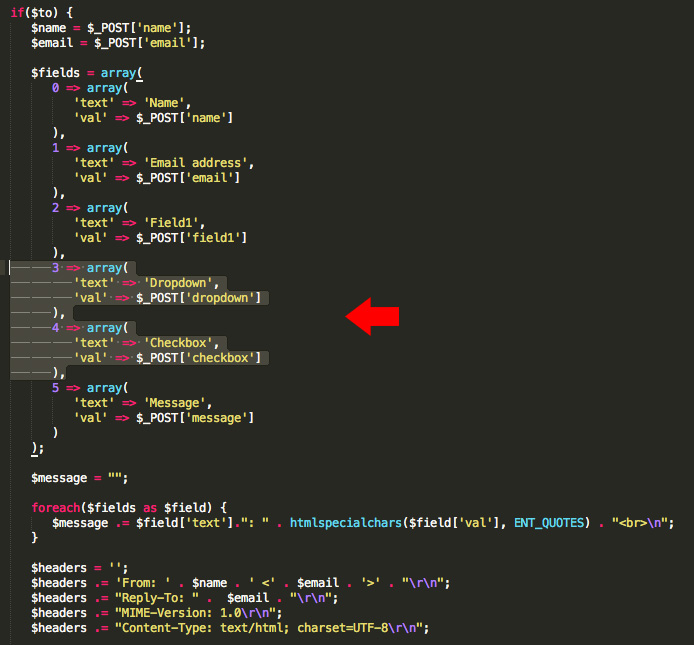 if($to) {
$name = $_POST['name'];
$email = $_POST['email'];
$fields = array(
0 => array(
'text' => 'Name',
'val' => $_POST['name']
),
1 => array(
'text' => 'Email address',
'val' => $_POST['email']
),
2 => array(
'text' => 'Field1',
'val' => $_POST['field1']
),
3 => array(
'text' => 'Dropdown',
'val' => $_POST['dropdown']
),
4 => array(
'text' => 'Checkbox',
'val' => $_POST['checkbox']
),
5 => array(
'text' => 'Message',
'val' => $_POST['message']
)
);
$message = "";
foreach($fields as $field) {
$message .= $field['text'].": " . htmlspecialchars($field['val'], ENT_QUOTES) . "<br>\n";
}
$headers = '';
$headers .= 'From: ' . $name . ' <' . $email . '>' . "\r\n";
$headers .= "Reply-To: " .  $email . "\r\n";
$headers .= "MIME-Version: 1.0\r\n";
$headers .= "Content-Type: text/html; charset=UTF-8\r\n";